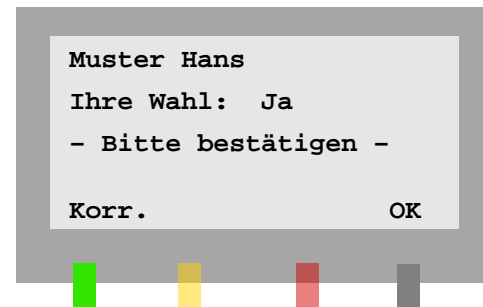 Muster Hans
Ihre Wahl: Ja
– Bitte bestätigen –
Korr. OK